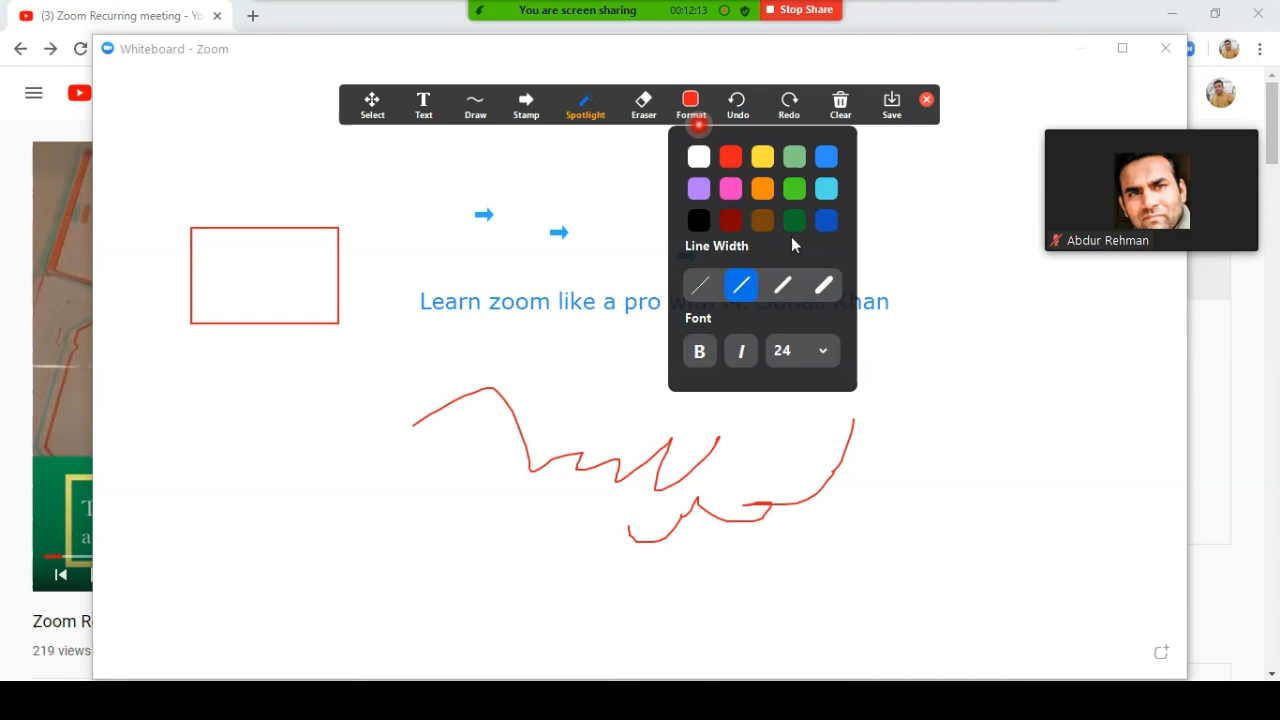 (3) Zoom Recurring meeting - Yo
You are screen sharing
00:12:13
Stop Share
Whiteboard - Zoom
Select
Text
Draw
Stamp
Spotlight
Eraser
Format
Undo
Redo
Clear
Save
Line Width
Learn zoom like a pro with Khan
Font
B
I
24
Abdur Rehman
T
a
Zoom R
219 views